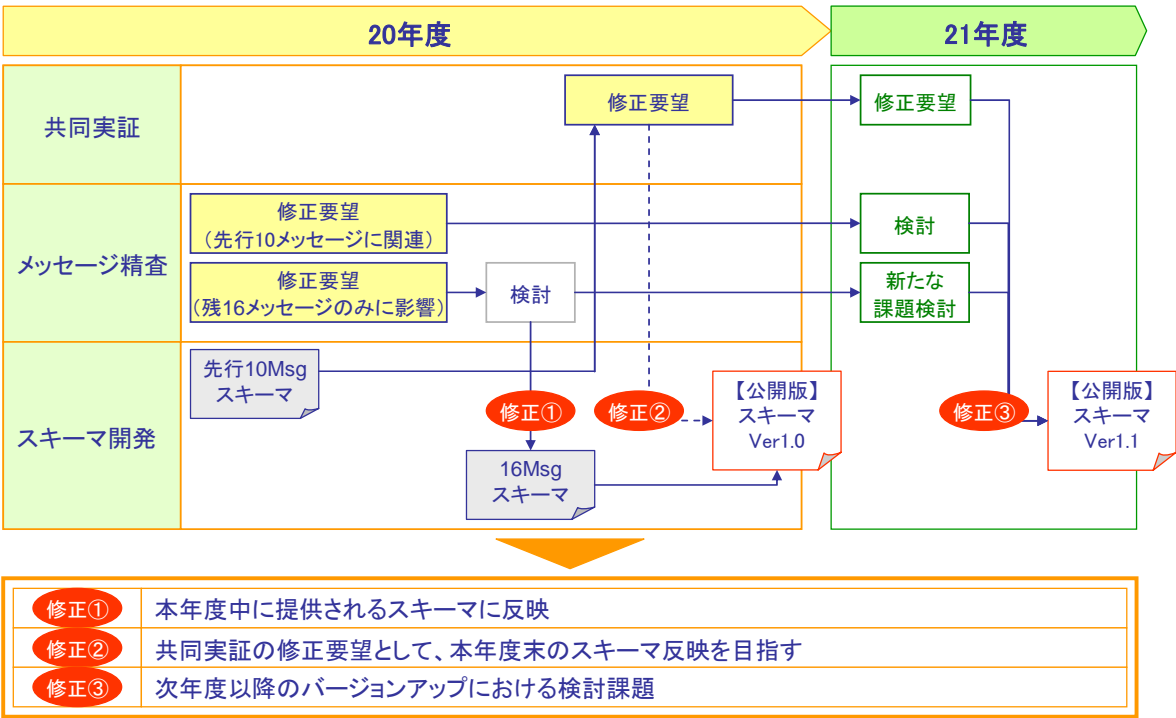 20年度
21年度
共同実証
修正要望
修正要望
メッセージ精査
修正要望
（先行10メッセージに関連）
検討
修正要望
（残16メッセージのみに影響）
検討
新たな
課題検討
スキーマ開発
先行10Msg
スキーマ
修正①
修正②
【公開版】
スキーマ
Ver1.0
修正③
【公開版】
スキーマ
Ver1.1
16Msg
スキーマ
修正①
本年度中に提供されるスキーマに反映
修正②
共同実証の修正要望として、本年度末のスキーマ反映を目指す
修正③
次年度以降のバージョンアップにおける検討課題